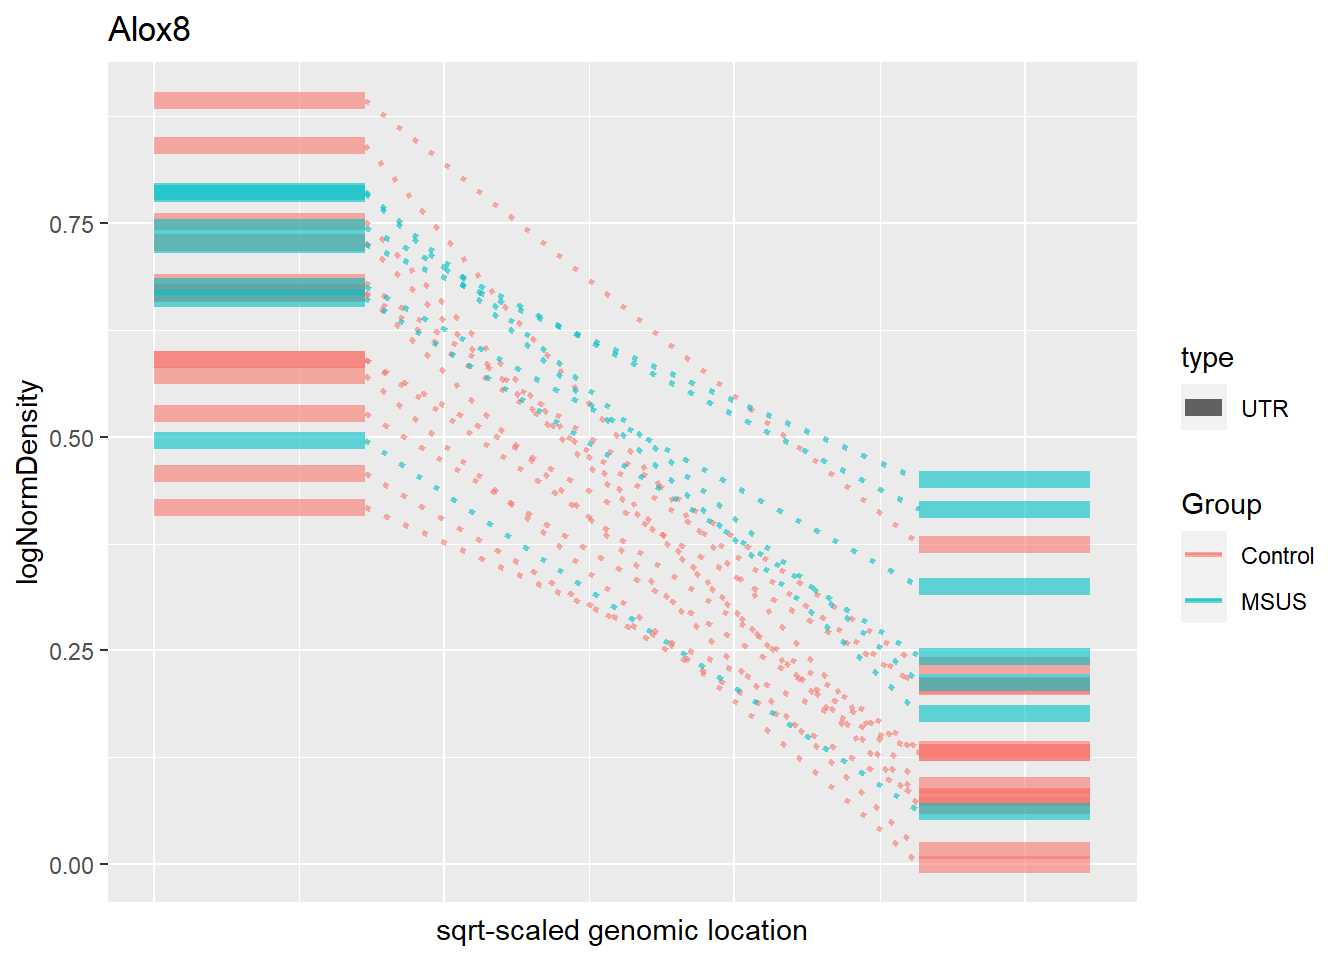 Alox8
0.75
0.50
0.25
0.00
logNormDensity
sqrt-scaled genomic location
type
UTR
Group
Control
MSUS